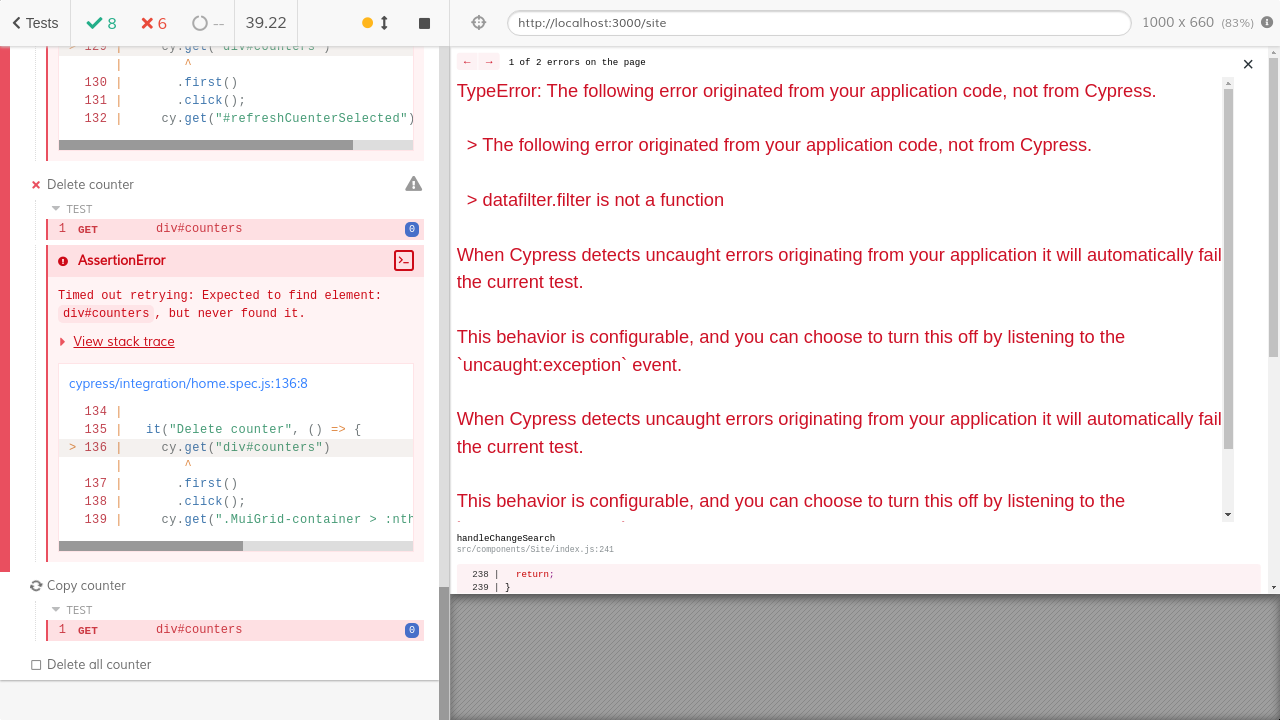 Tests 8 6 -- 39.22
129 | cy.get("div#counters")
| ^
130 | .first()
131 | .click();
132 | cy.get("#refreshCuenterSelected")
Delete counter
TEST
1 GET div#counters 0
AssertionError
Timed out retrying: Expected to find element:
div#counters, but never found it.
View stack trace
cypress/integration/home.spec.js:136:8
134 |
135 | it("Delete counter", () => {
> 136 | cy.get("div#counters")
| ^
137 | .first()
138 | .click();
139 | cy.get(".MuiGrid-container > :nth
Copy counter
TEST
1 GET div#counters 0
Delete all counter
http://localhost:3000/site 1000 x 660 (83%)
← → 1 of 2 errors on the page ×
TypeError: The following error originated from your application code, not from Cypress.
> The following error originated from your application code, not from Cypress.
> datafilter.filter is not a function
When Cypress detects uncaught errors originating from your application it will automatically fail
the current test.
This behavior is configurable, and you can choose to turn this off by listening to the
`uncaught:exception` event.
When Cypress detects uncaught errors originating from your application it will automatically fail
the current test.
This behavior is configurable, and you can choose to turn this off by listening to the
handleChangeSearch
src/components/Site/index.js:241
238 | return;
239 | }